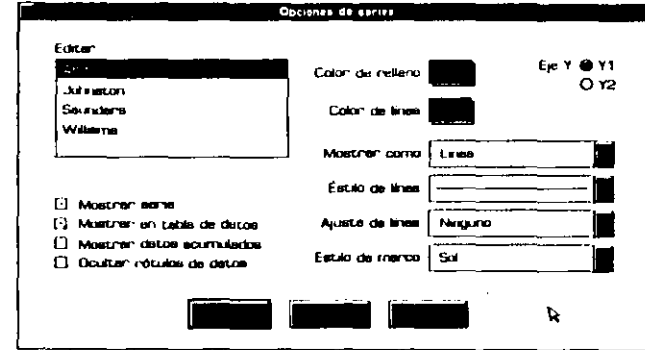 Opciones de series
Editar
Johnston
Saunders
Williams
Color de relleno
Eje Y Y1
Y2
Color de línea
Mostrar como Línea
Estilo de línea
Ajuste de línea Ninguno
Estilo de marco Sol
Mostrar serie
Mostrar en tabla de datos
Mostrar datos acumulados
Ocultar rótulos de datos